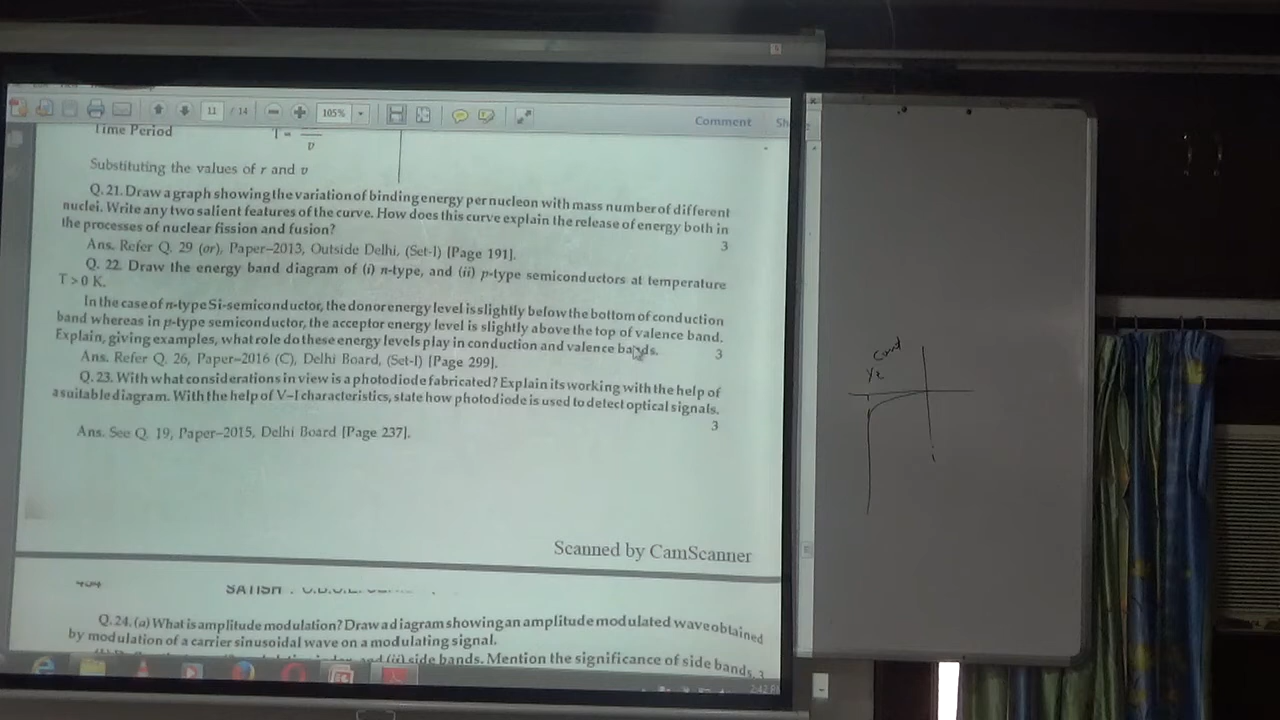 11 / 14
105%
Comment
Sh
Time Period T =
υ
Substituting the values of r and υ
Q. 21. Draw a graph showing the variation of binding energy per nucleon with mass number of different
nuclei. Write any two salient features of the curve. How does this curve explain the release of energy both in
the processes of nuclear fission and fusion? 3
Ans. Refer Q. 29 (or), Paper–2013, Outside Delhi, (Set-I) [Page 191].
Q. 22. Draw the energy band diagram of (i) n-type, and (ii) p-type semiconductors at temperature
T > 0 K.
In the case of n-type Si-semiconductor, the donor energy level is slightly below the bottom of conduction
band whereas in p-type semiconductor, the acceptor energy level is slightly above the top of valence band.
Explain, giving examples, what role do these energy levels play in conduction and valence bands. 3
Ans. Refer Q. 26, Paper–2016 (C), Delhi Board, (Set-I) [Page 299].
Q. 23. With what considerations in view is a photodiode fabricated? Explain its working with the help of
a suitable diagram. With the help of V–I characteristics, state how photodiode is used to detect optical signals.
3
Ans. See Q. 19, Paper–2015, Delhi Board [Page 237].
Scanned by CamScanner
SATISH
Q. 24. (a) What is amplitude modulation? Draw a diagram showing an amplitude modulated wave obtained
by modulation of a carrier sinusoidal wave on a modulating signal.
and (ii) side bands. Mention the significance of side bands. 3